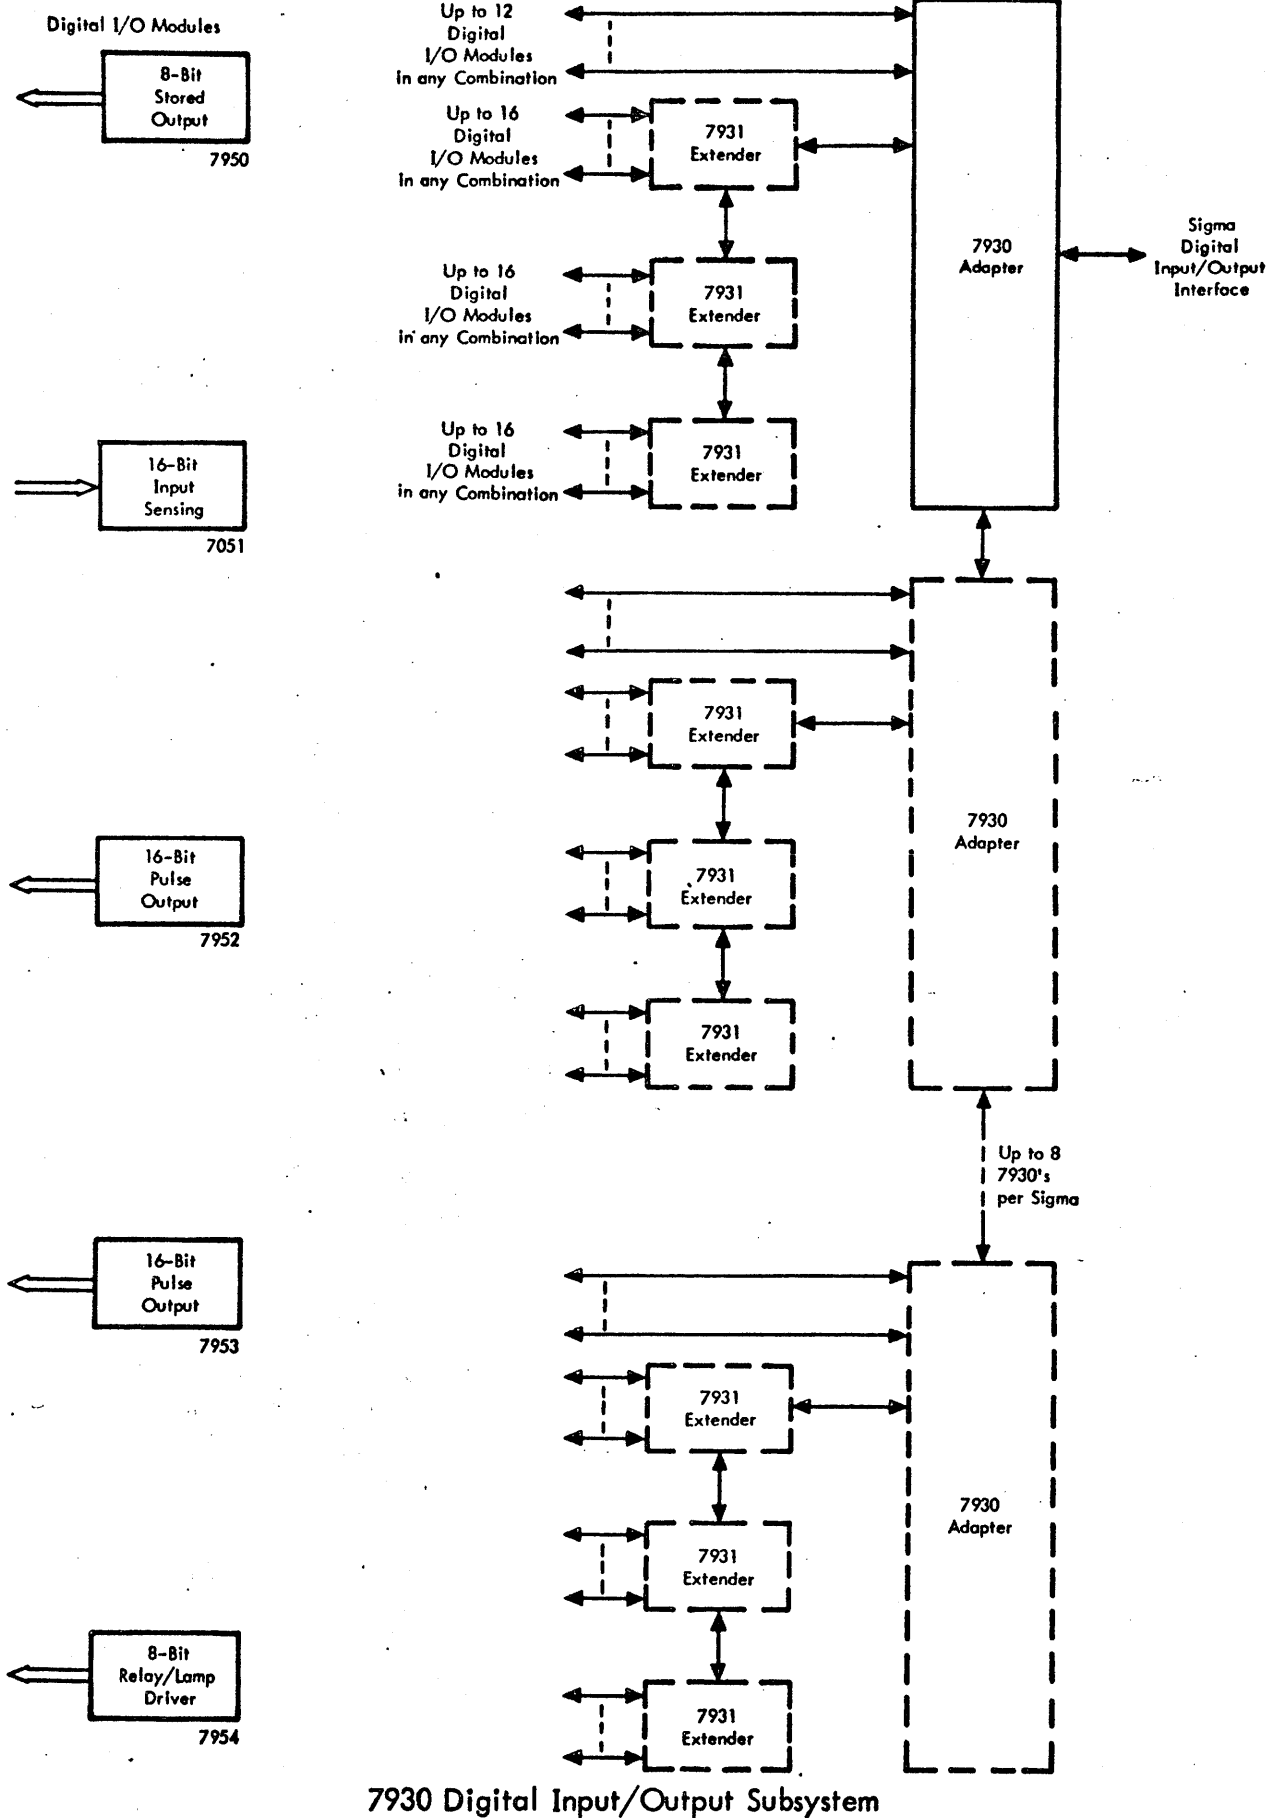 Digital I/O Modules
8-Bit
Stored
Output
7950
16-Bit
Input
Sensing
7051
16-Bit
Pulse
Output
7952
16-Bit
Pulse
Output
7953
8-Bit
Relay/Lamp
Driver
7954
Up to 12
Digital
I/O Modules
in any Combination
Up to 16
Digital
I/O Modules
in any Combination
7931
Extender
Up to 16
Digital
I/O Modules
in any Combination
7931
Extender
Up to 16
Digital
I/O Modules
in any Combination
7931
Extender
7930
Adapter
Sigma
Digital
Input/Output
Interface
7931
Extender
7931
Extender
7931
Extender
7930
Adapter
Up to 8
7930's
per Sigma
7931
Extender
7931
Extender
7931
Extender
7930
Adapter
7930 Digital Input/Output Subsystem